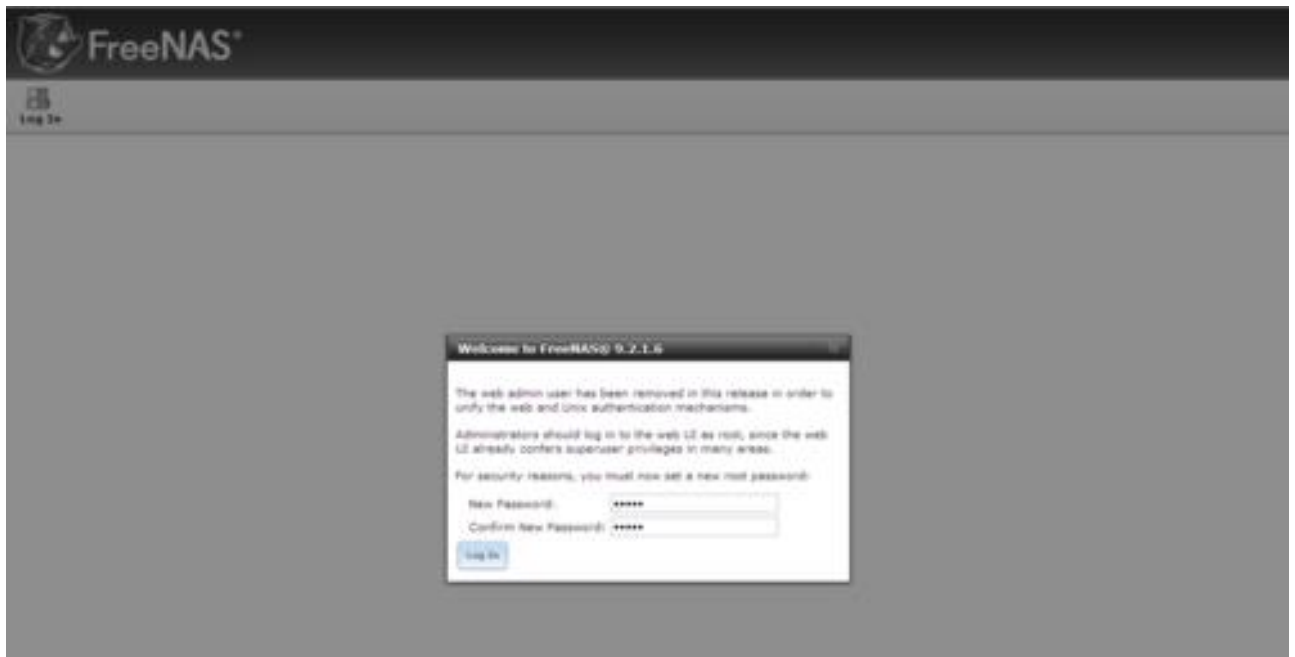 FreeNAS®
Log In
Welcome to FreeNAS® 9.2.1.6
The web admin user has been removed in this release in order to
unify the web and Unix authentication mechanisms.
Administrators should log in to the web UI as root, since the web
UI already confers superuser privileges in many areas.
For security reasons, you must now set a new root password:
New Password: •••••
Confirm New Password: •••••
Log In